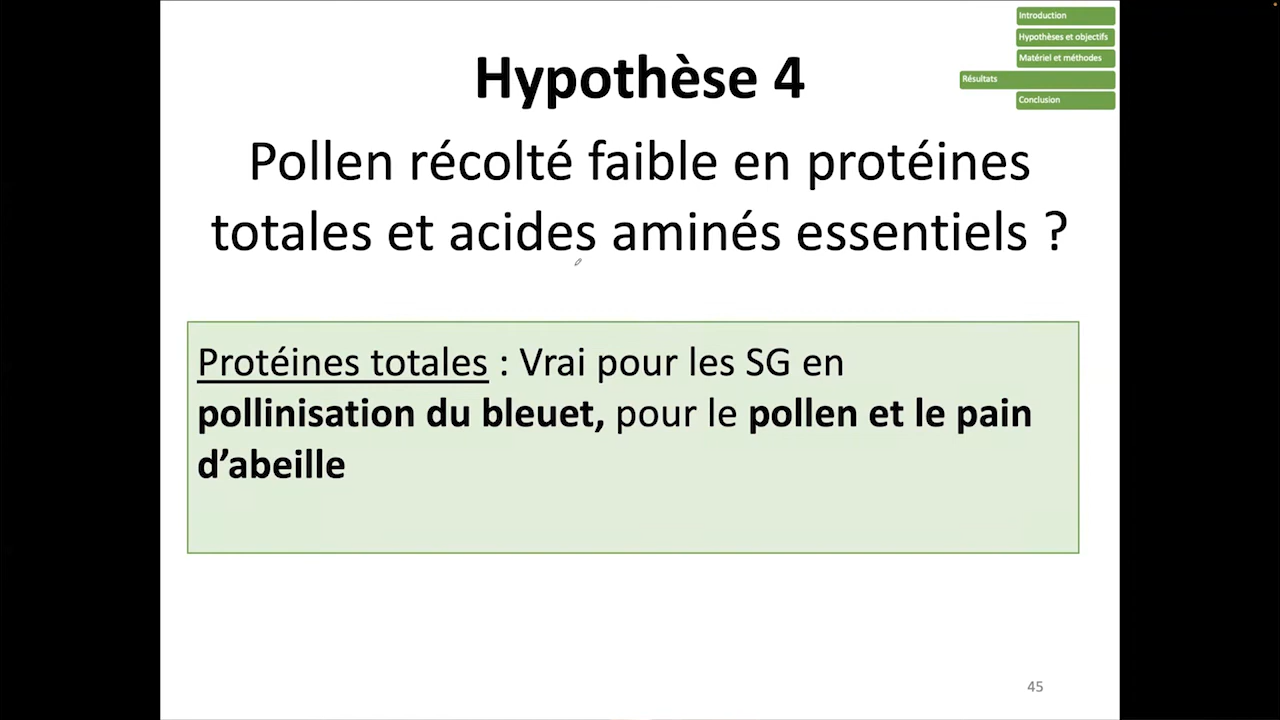 Introduction
Hypothèses et objectifs
Matériel et méthodes
Résultats
Conclusion
Hypothèse 4
Pollen récolté faible en protéines
totales et acides aminés essentiels ?
Protéines totales : Vrai pour les SG en
pollinisation du bleuet, pour le pollen et le pain
d’abeille
45